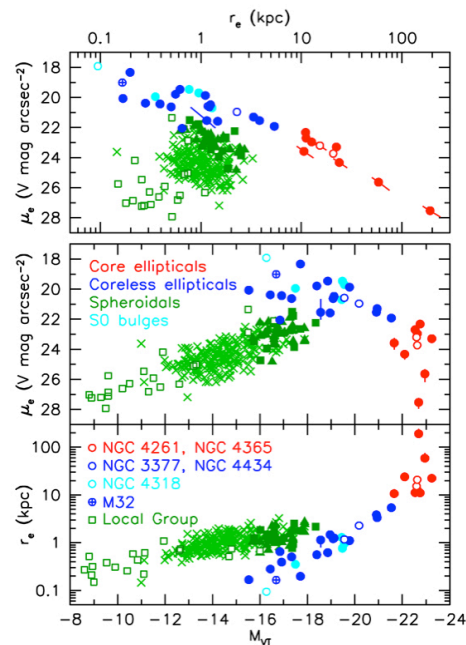 r_e (kpc)
0.1 1 10 100
18
20
22
24
26
28
μ_e (V mag arcsec⁻²)
Core ellipticals
Coreless ellipticals
Spheroidals
S0 bulges
18
20
22
24
26
28
μ_e (V mag arcsec⁻²)
NGC 4261, NGC 4365
NGC 3377, NGC 4434
NGC 4318
M32
Local Group
100
10
1
0.1
r_e (kpc)
-8 -10 -12 -14 -16 -18 -20 -22 -24
M_VT